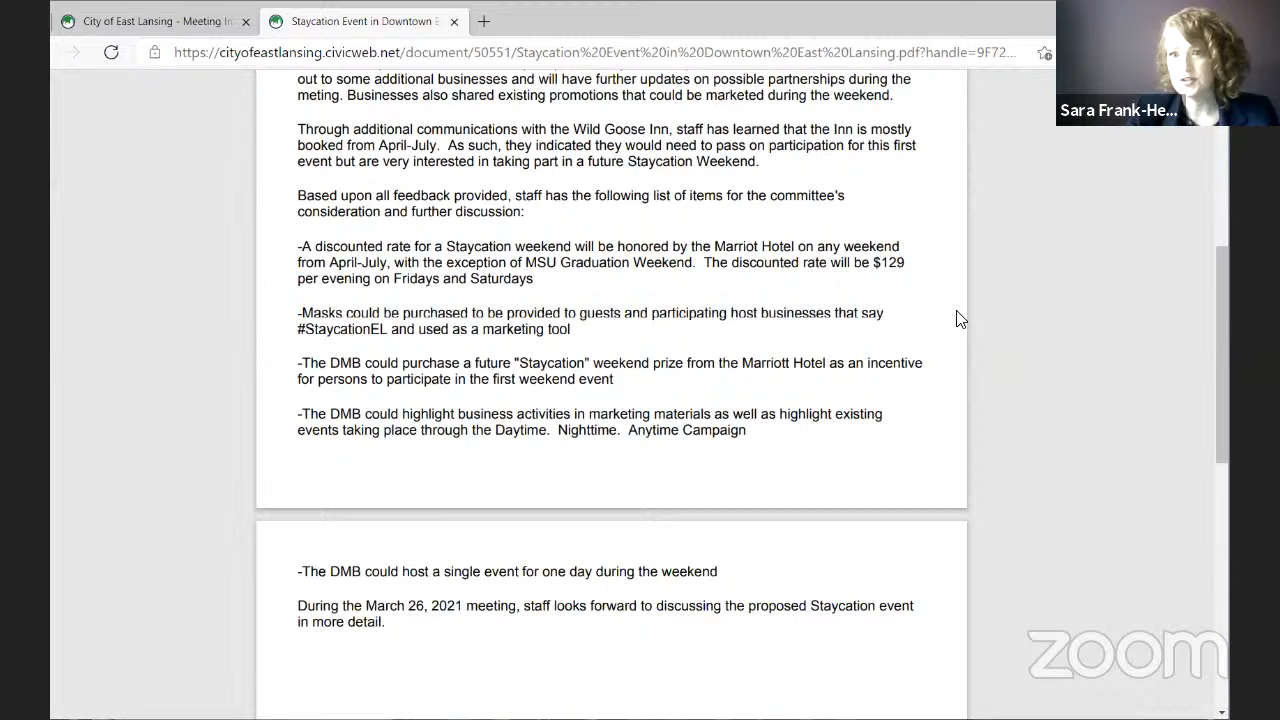 City of East Lansing - Meeting In
Staycation Event in Downtown E
https://cityofeastlansing.civicweb.net/document/50551/Staycation%20Event%20in%20Downtown%20East%20Lansing.pdf?handle=9F72...
Sara Frank-He...
out to some additional businesses and will have further updates on possible partnerships during the
meting. Businesses also shared existing promotions that could be marketed during the weekend.
Through additional communications with the Wild Goose Inn, staff has learned that the Inn is mostly
booked from April-July. As such, they indicated they would need to pass on participation for this first
event but are very interested in taking part in a future Staycation Weekend.
Based upon all feedback provided, staff has the following list of items for the committee's
consideration and further discussion:
-A discounted rate for a Staycation weekend will be honored by the Marriot Hotel on any weekend
from April-July, with the exception of MSU Graduation Weekend. The discounted rate will be $129
per evening on Fridays and Saturdays
-Masks could be purchased to be provided to guests and participating host businesses that say
#StaycationEL and used as a marketing tool
-The DMB could purchase a future "Staycation" weekend prize from the Marriott Hotel as an incentive
for persons to participate in the first weekend event
-The DMB could highlight business activities in marketing materials as well as highlight existing
events taking place through the Daytime. Nighttime. Anytime Campaign
-The DMB could host a single event for one day during the weekend
During the March 26, 2021 meeting, staff looks forward to discussing the proposed Staycation event
in more detail.
zoom